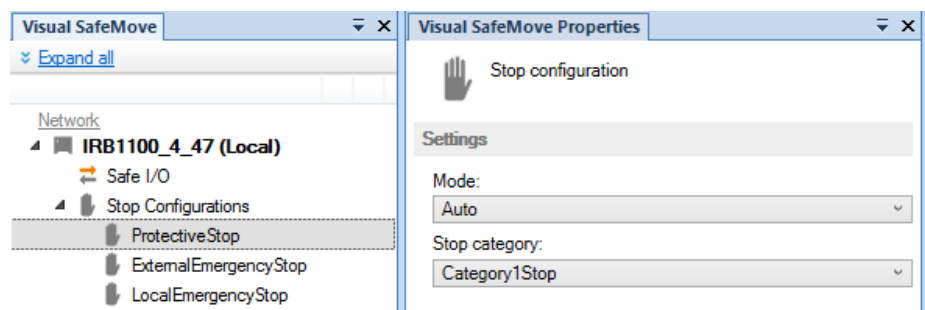 Visual SafeMove
Expand all
Network
IRB1100_4_47 (Local)
Safe I/O
Stop Configurations
ProtectiveStop
ExternalEmergencyStop
LocalEmergencyStop
Visual SafeMove Properties
Stop configuration
Settings
Mode:
Auto
Stop category:
Category1Stop